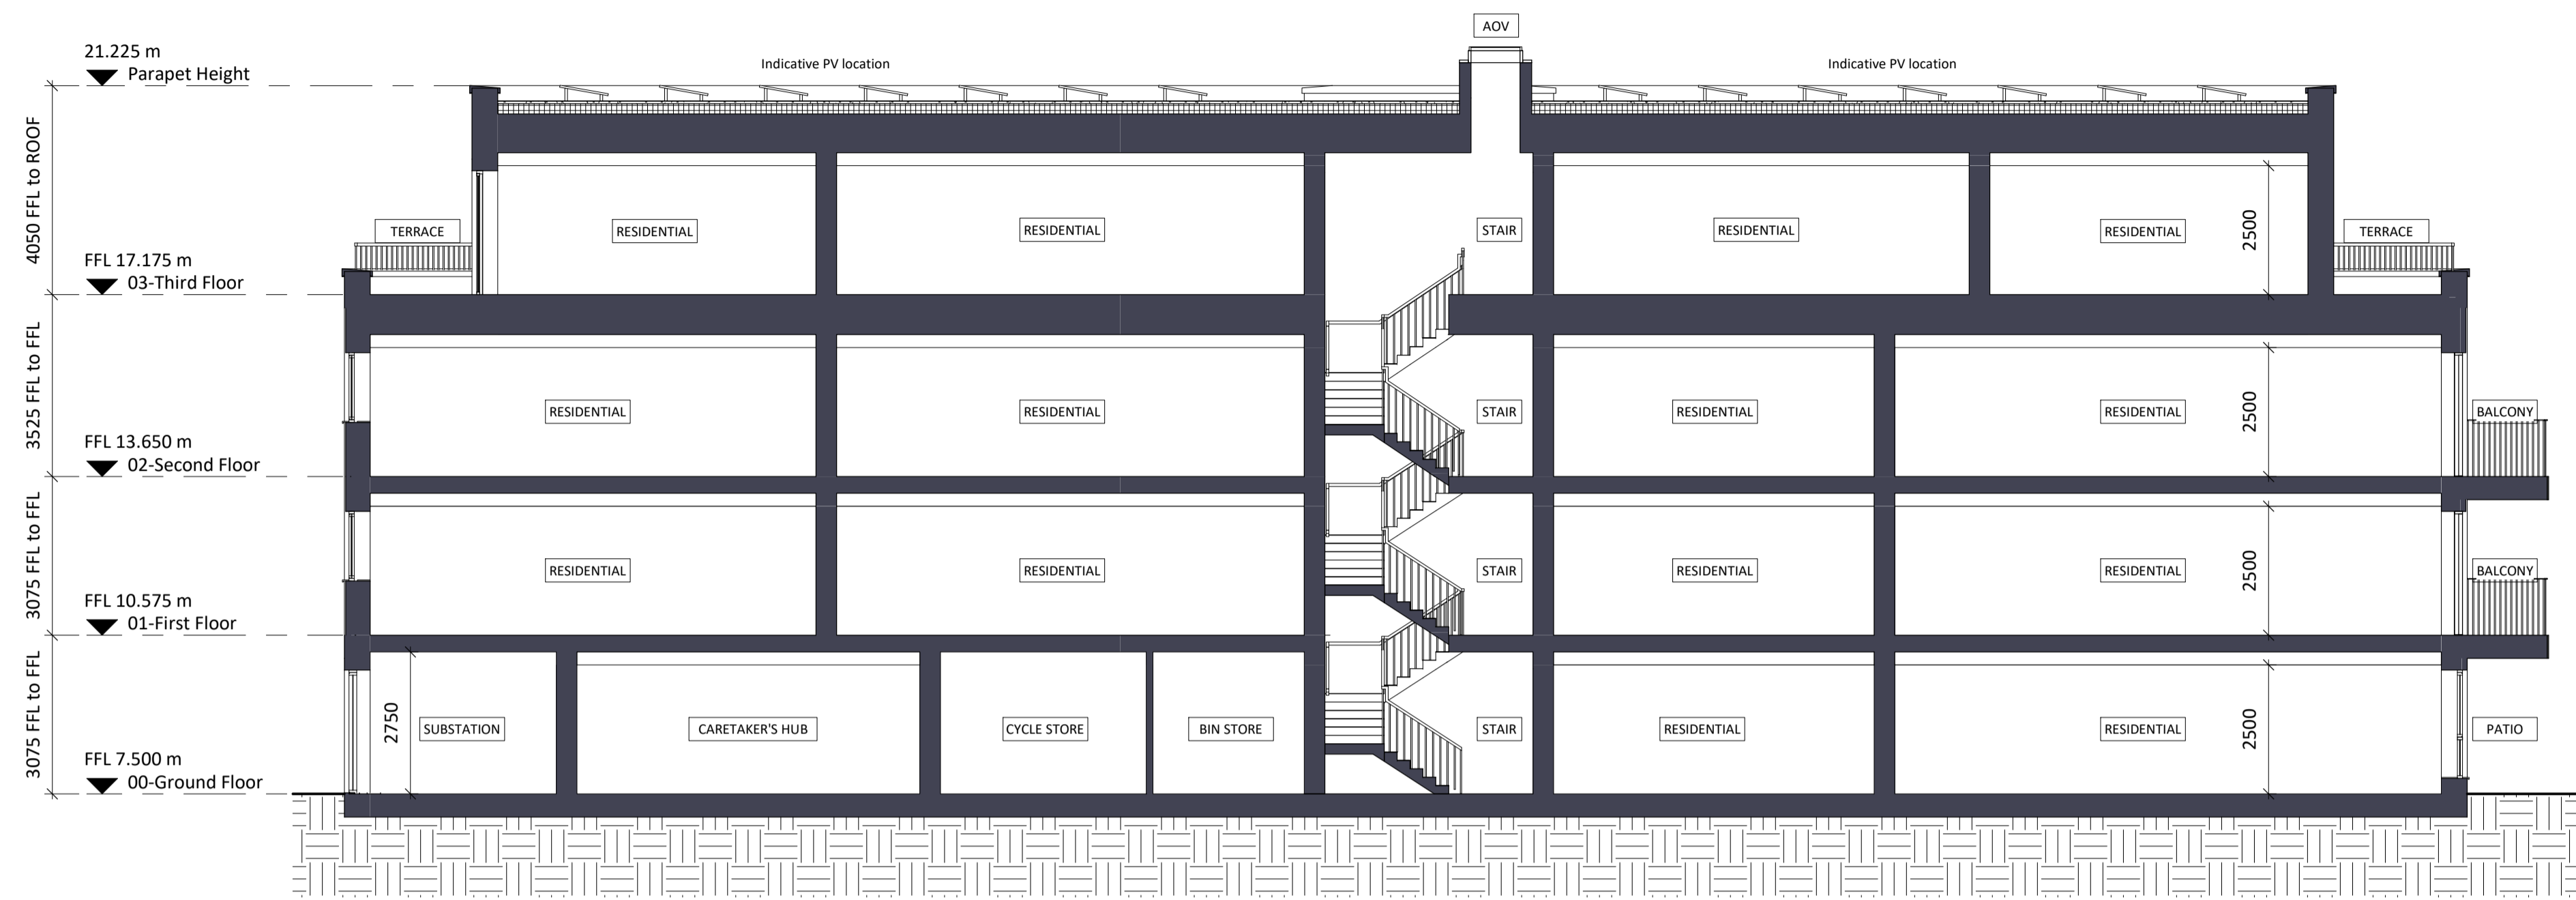 AOV
21.225 m
Parapet Height
Indicative PV location
Indicative PV location
4050 FFL to ROOF
TERRACE
RESIDENTIAL
RESIDENTIAL
STAIR
RESIDENTIAL
RESIDENTIAL
2500
TERRACE
FFL 17.175 m
03-Third Floor
3525 FFL to FFL
RESIDENTIAL
RESIDENTIAL
STAIR
RESIDENTIAL
RESIDENTIAL
2500
BALCONY
FFL 13.650 m
02-Second Floor
3075 FFL to FFL
RESIDENTIAL
RESIDENTIAL
STAIR
RESIDENTIAL
RESIDENTIAL
2500
BALCONY
FFL 10.575 m
01-First Floor
3075 FFL to FFL
2750
SUBSTATION
CARETAKER'S HUB
CYCLE STORE
BIN STORE
STAIR
RESIDENTIAL
RESIDENTIAL
2500
PATIO
FFL 7.500 m
00-Ground Floor